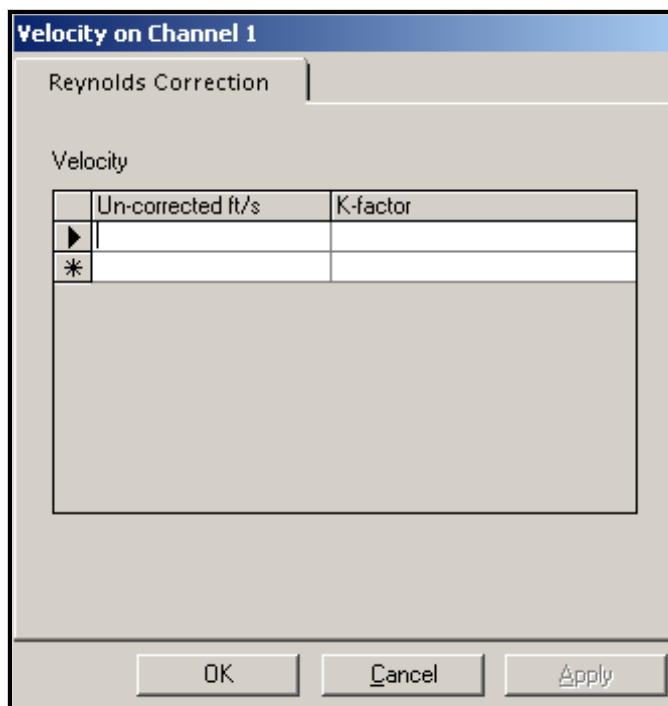 Velocity on Channel 1
Reynolds Correction
Velocity
Un-corrected ft/s K-factor
OK Cancel Apply